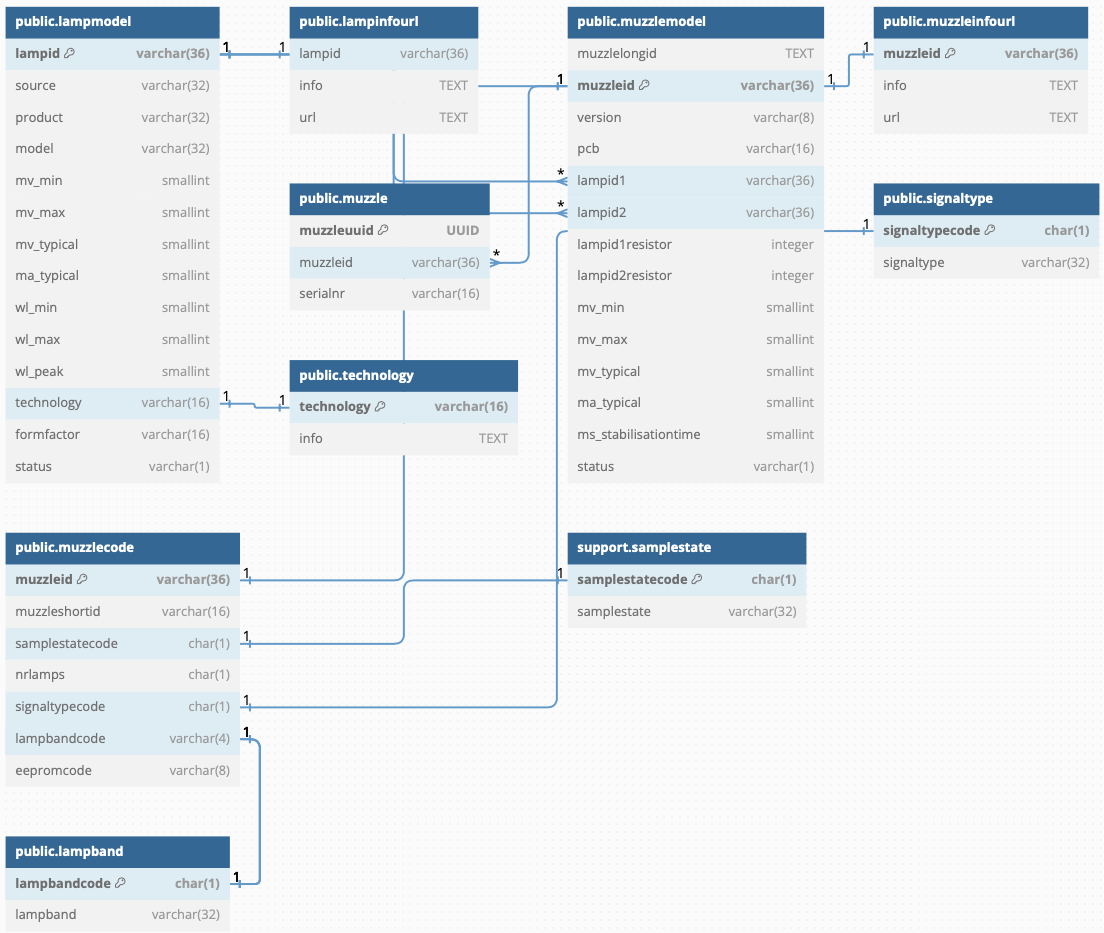 public.lampmodel
lampid varchar(36)
source varchar(32)
product varchar(32)
model varchar(32)
mv_min smallint
mv_max smallint
mv_typical smallint
ma_typical smallint
wl_min smallint
wl_max smallint
wl_peak smallint
technology varchar(16)
formfactor varchar(16)
status varchar(1)
1
1
1
1
public.lampinfourl
lampid varchar(36)
info TEXT
url TEXT
public.muzzle
muzzleuuid UUID
muzzleid varchar(36)
serialnr varchar(16)
*
public.technology
technology varchar(16)
info TEXT
1
*
*
public.muzzlemodel
muzzlelongid TEXT
muzzleid varchar(36)
version varchar(8)
pcb varchar(16)
lampid1 varchar(36)
lampid2 varchar(36)
lampid1resistor integer
lampid2resistor integer
mv_min smallint
mv_max smallint
mv_typical smallint
ma_typical smallint
ms_stabilisationtime smallint
status varchar(1)
1
1
1
public.muzzleinfourl
muzzleid varchar(36)
info TEXT
url TEXT
public.signaltype
signaltypecode char(1)
signaltype varchar(32)
public.muzzlecode
muzzleid varchar(36)
muzzleshortid varchar(16)
samplestatecode char(1)
nrlamps char(1)
signaltypecode char(1)
lampbandcode varchar(4)
eepromcode varchar(8)
1
1
1
1
1
support.samplestate
samplestatecode char(1)
samplestate varchar(32)
public.lampband
lampbandcode char(1)
lampband varchar(32)
1